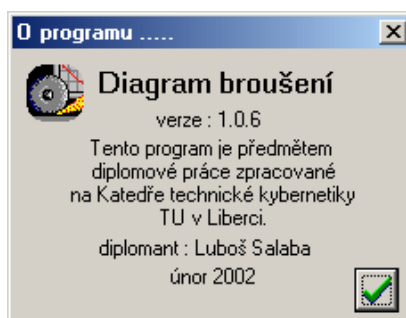 O programu .....
Diagram broušení
verze : 1.0.6
Tento program je předmětem
diplomové práce zpracované
na Katedře technické kybernetiky
TU v Liberci.
diplomant : Luboš Salaba
únor 2002